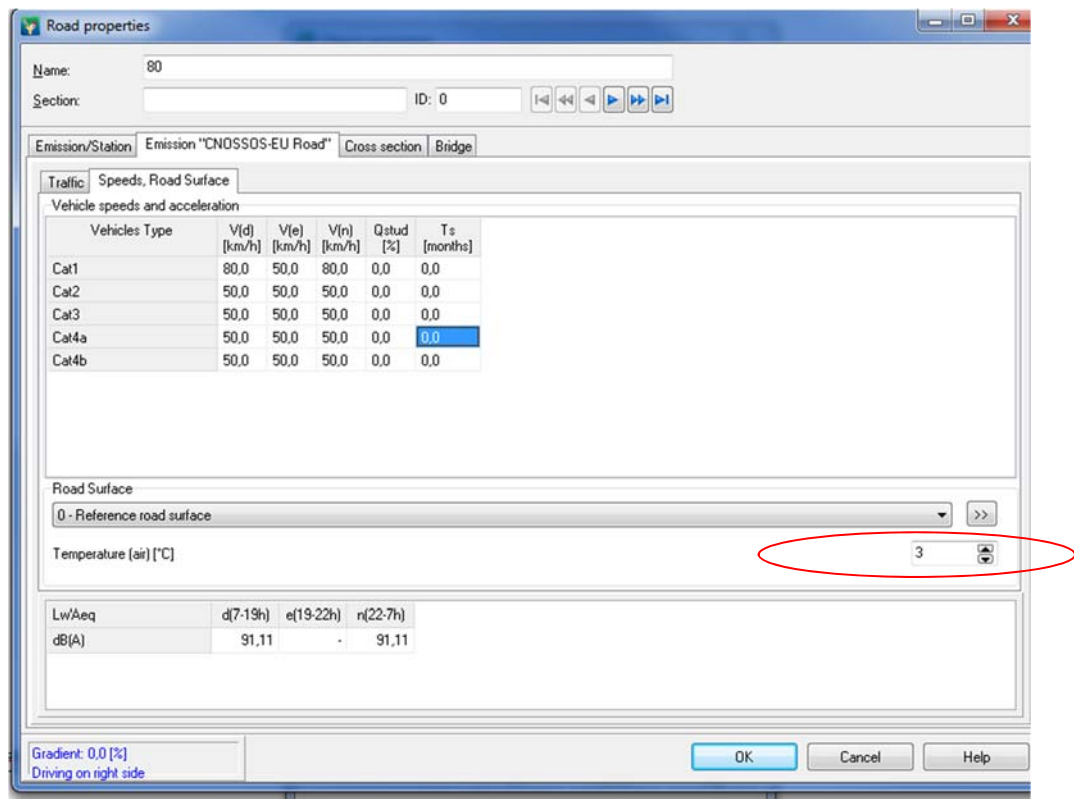 Road properties
Name: 80
Section: ID: 0
Emission/Station Emission "CNOSSOS-EU Road" Cross section Bridge
Traffic Speeds, Road Surface
Vehicle speeds and acceleration
Vehicles Type V(d) [km/h] V(e) [km/h] V(n) [km/h] Qstud [%] Ts [months]
Cat1 80,0 50,0 80,0 0,0 0,0
Cat2 50,0 50,0 50,0 0,0 0,0
Cat3 50,0 50,0 50,0 0,0 0,0
Cat4a 50,0 50,0 50,0 0,0 0,0
Cat4b 50,0 50,0 50,0 0,0 0,0
Road Surface
0 - Reference road surface >>
Temperature (air) [°C] 3
Lw'Aeq d(7-19h) e(19-22h) n(22-7h)
dB(A) 91,11 - 91,11
Gradient: 0,0 [%]
Driving on right side
OK Cancel Help